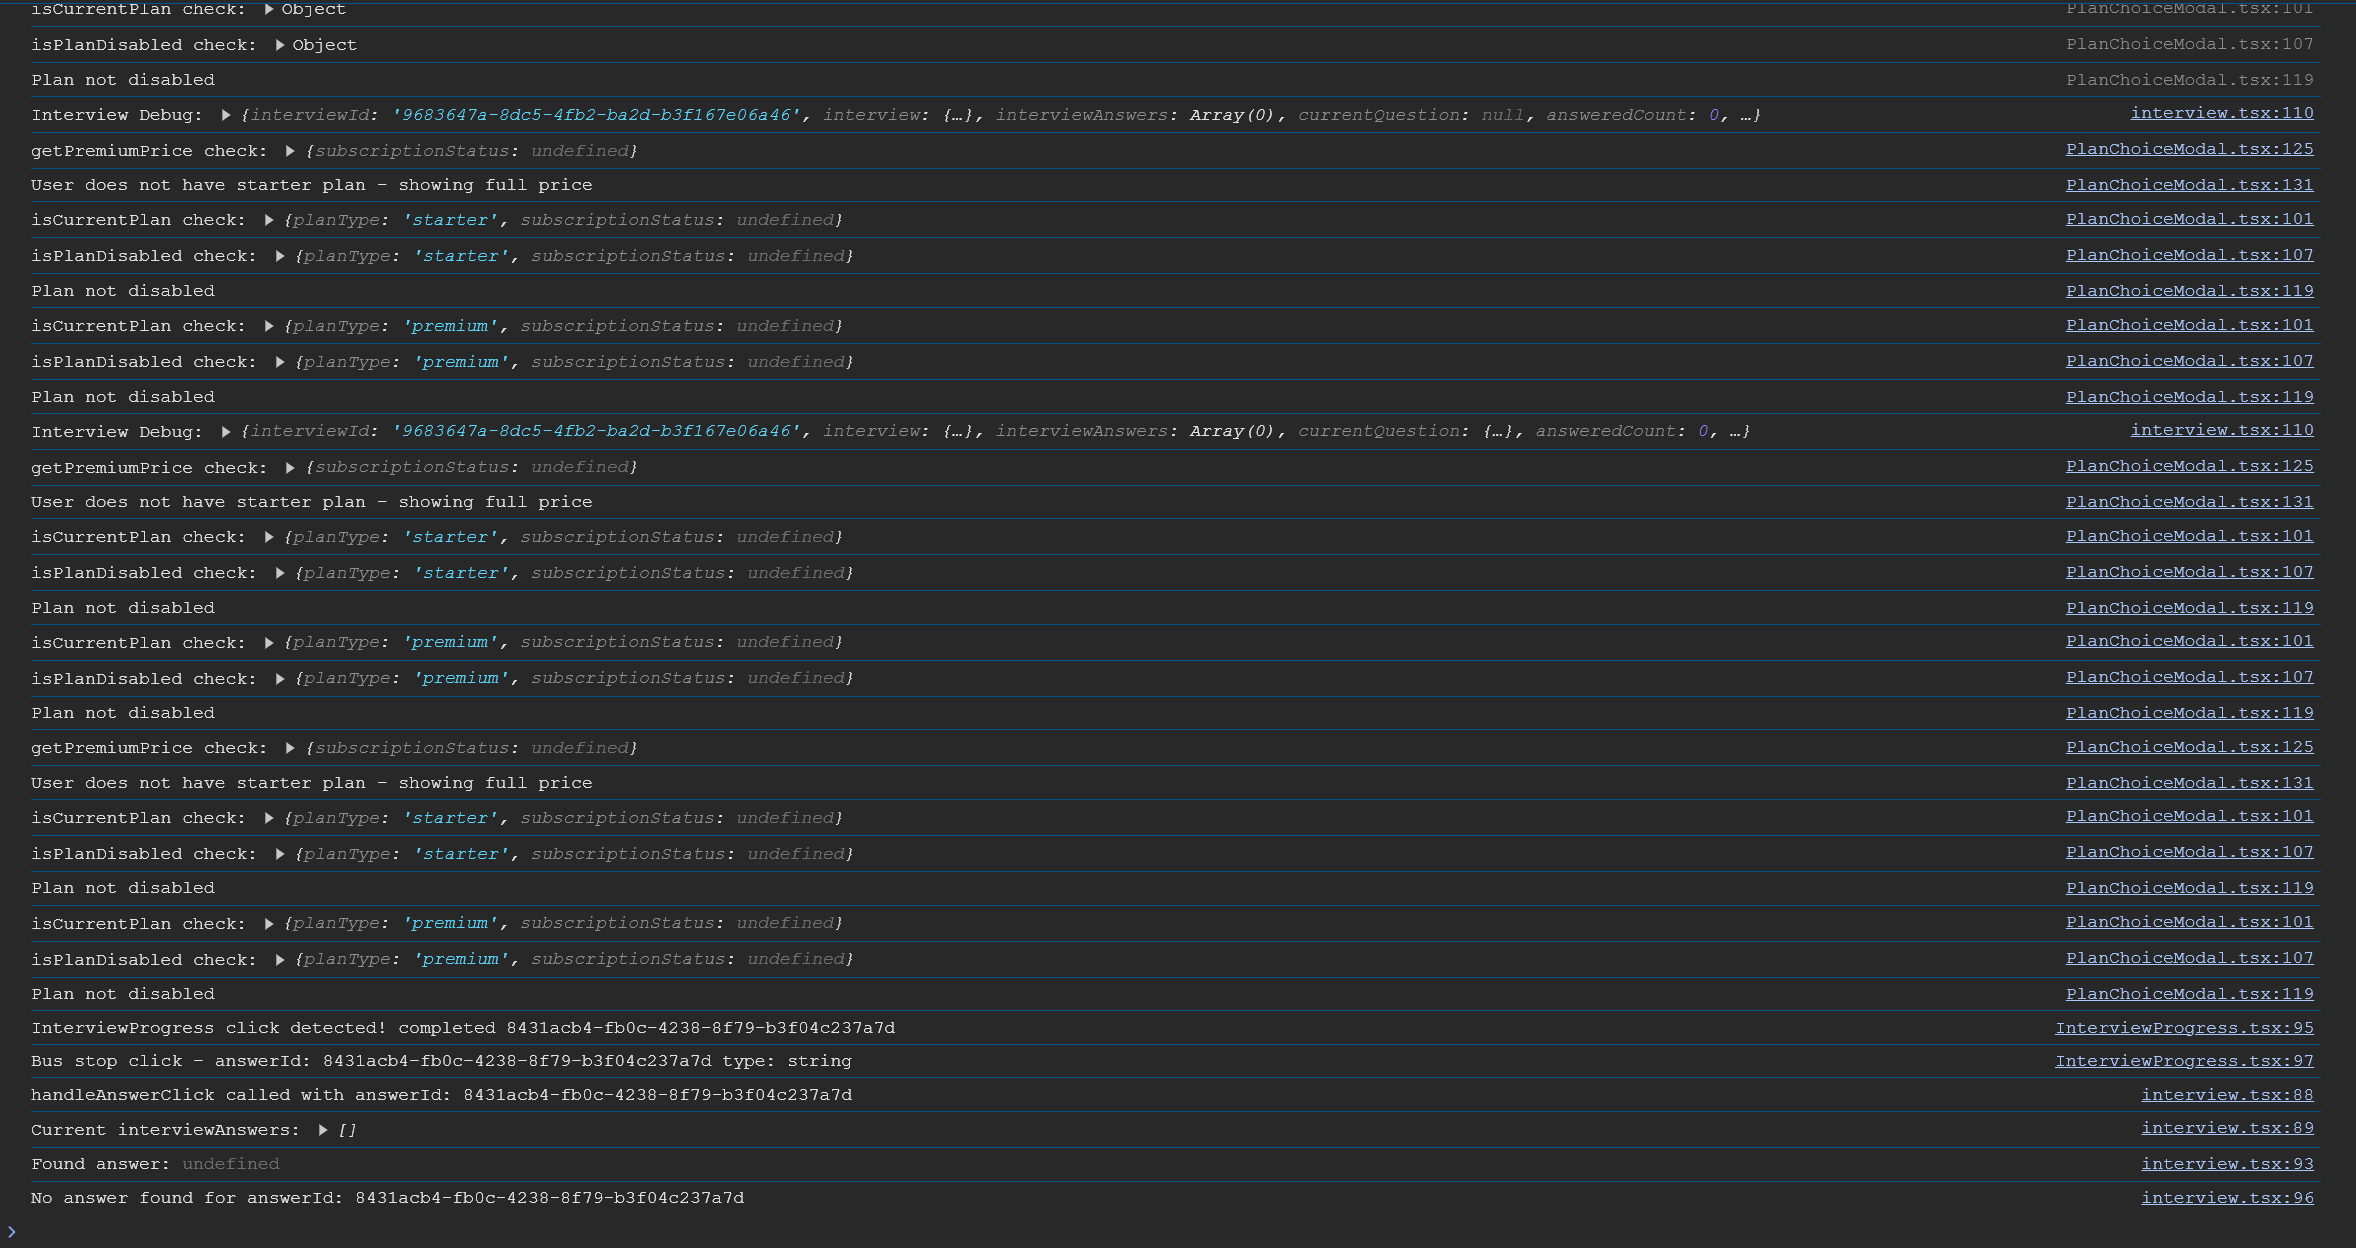 isCurrentPlan check: ▶ Object PlanChoiceModal.tsx:101
isPlanDisabled check: ▶ Object PlanChoiceModal.tsx:107
Plan not disabled PlanChoiceModal.tsx:119
Interview Debug: ▶ {interviewId: '9683647a-8dc5-4fb2-ba2d-b3f167e06a46', interview: {…}, interviewAnswers: Array(0), currentQuestion: null, answeredCount: 0, …} interview.tsx:110
getPremiumPrice check: ▶ {subscriptionStatus: undefined} PlanChoiceModal.tsx:125
User does not have starter plan - showing full price PlanChoiceModal.tsx:131
isCurrentPlan check: ▶ {planType: 'starter', subscriptionStatus: undefined} PlanChoiceModal.tsx:101
isPlanDisabled check: ▶ {planType: 'starter', subscriptionStatus: undefined} PlanChoiceModal.tsx:107
Plan not disabled PlanChoiceModal.tsx:119
isCurrentPlan check: ▶ {planType: 'premium', subscriptionStatus: undefined} PlanChoiceModal.tsx:101
isPlanDisabled check: ▶ {planType: 'premium', subscriptionStatus: undefined} PlanChoiceModal.tsx:107
Plan not disabled PlanChoiceModal.tsx:119
Interview Debug: ▶ {interviewId: '9683647a-8dc5-4fb2-ba2d-b3f167e06a46', interview: {…}, interviewAnswers: Array(0), currentQuestion: {…}, answeredCount: 0, …} interview.tsx:110
getPremiumPrice check: ▶ {subscriptionStatus: undefined} PlanChoiceModal.tsx:125
User does not have starter plan - showing full price PlanChoiceModal.tsx:131
isCurrentPlan check: ▶ {planType: 'starter', subscriptionStatus: undefined} PlanChoiceModal.tsx:101
isPlanDisabled check: ▶ {planType: 'starter', subscriptionStatus: undefined} PlanChoiceModal.tsx:107
Plan not disabled PlanChoiceModal.tsx:119
isCurrentPlan check: ▶ {planType: 'premium', subscriptionStatus: undefined} PlanChoiceModal.tsx:101
isPlanDisabled check: ▶ {planType: 'premium', subscriptionStatus: undefined} PlanChoiceModal.tsx:107
Plan not disabled PlanChoiceModal.tsx:119
getPremiumPrice check: ▶ {subscriptionStatus: undefined} PlanChoiceModal.tsx:125
User does not have starter plan - showing full price PlanChoiceModal.tsx:131
isCurrentPlan check: ▶ {planType: 'starter', subscriptionStatus: undefined} PlanChoiceModal.tsx:101
isPlanDisabled check: ▶ {planType: 'starter', subscriptionStatus: undefined} PlanChoiceModal.tsx:107
Plan not disabled PlanChoiceModal.tsx:119
isCurrentPlan check: ▶ {planType: 'premium', subscriptionStatus: undefined} PlanChoiceModal.tsx:101
isPlanDisabled check: ▶ {planType: 'premium', subscriptionStatus: undefined} PlanChoiceModal.tsx:107
Plan not disabled PlanChoiceModal.tsx:119
InterviewProgress click detected! completed 8431acb4-fb0c-4238-8f79-b3f04c237a7d InterviewProgress.tsx:95
Bus stop click - answerId: 8431acb4-fb0c-4238-8f79-b3f04c237a7d type: string InterviewProgress.tsx:97
handleAnswerClick called with answerId: 8431acb4-fb0c-4238-8f79-b3f04c237a7d interview.tsx:88
Current interviewAnswers: ▶ [] interview.tsx:89
Found answer: undefined interview.tsx:93
No answer found for answerId: 8431acb4-fb0c-4238-8f79-b3f04c237a7d interview.tsx:96